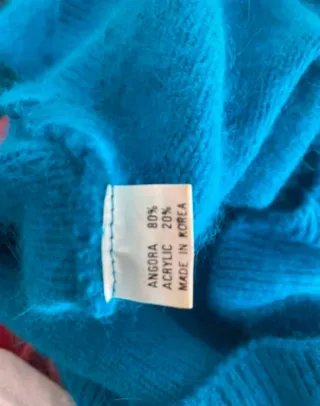 ANGORA 80%
ACRYLIC 20%
MADE IN KOREA